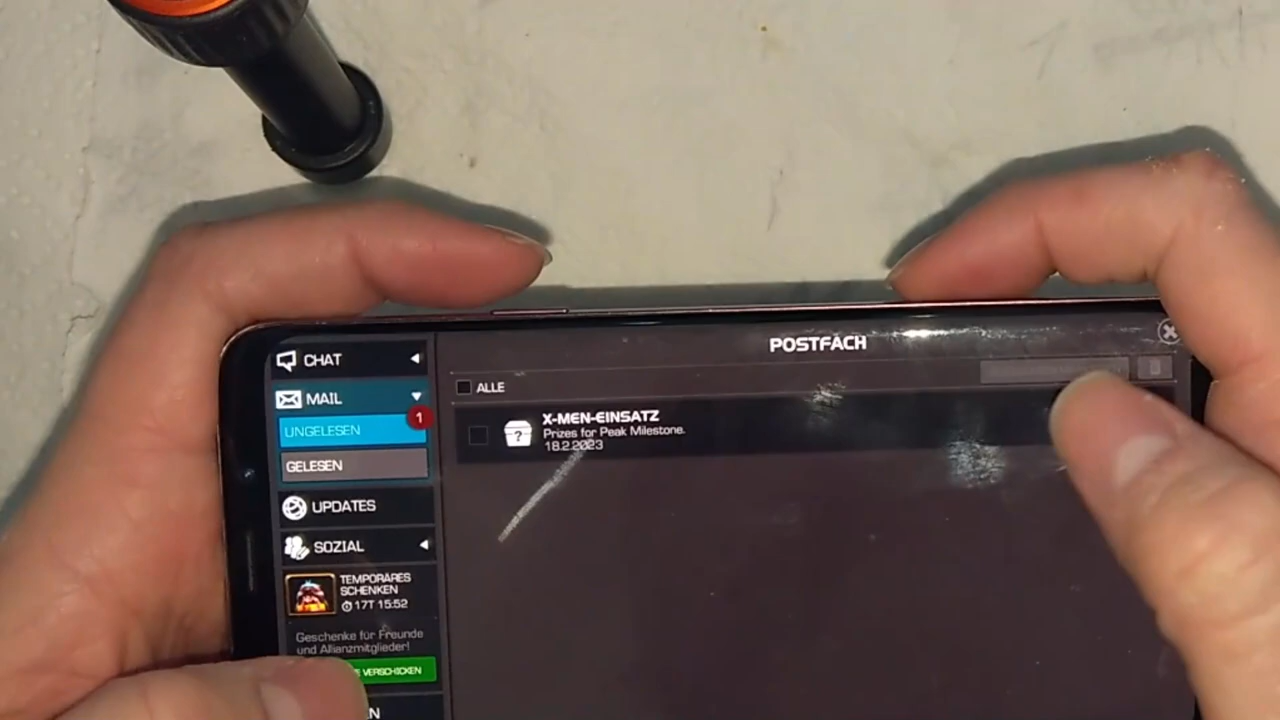 POSTFACH
CHAT
MAIL
1
UNGELESEN
GELESEN
UPDATES
SOZIAL
TEMPORÄRES
SCHENKEN
17T 15:52
Geschenke für Freunde
und Allianzmitglieder!
VERSCHICKEN
ALLE
X-MEN-EINSATZ
Prizes for Peak Milestone.
18.2.2023